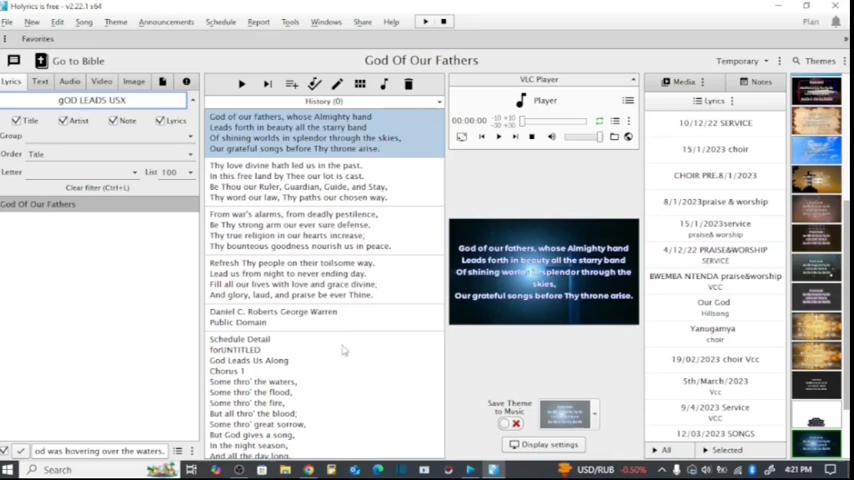 Holyrics is free - v2.22.1 x64
File New Edit Song Theme Announcements Schedule Report Tools Windows Share Help
Plan
Favorites
Go to Bible
God Of Our Fathers
Temporary
Themes
Lyrics Text Audio Video Image
gOD LEADS USX
Title Artist Note Lyrics
Group
Order Title
Letter List 100
Clear filter (Ctrl+L)
God Of Our Fathers
od was hovering over the waters.
History (0)
God of our fathers, whose Almighty hand
Leads forth in beauty all the starry band
Of shining worlds in splendor through the skies,
Our grateful songs before Thy throne arise.
Thy love divine hath led us in the past.
In this free land by Thee our lot is cast.
Be Thou our Ruler, Guardian, Guide, and Stay,
Thy word our law, Thy paths our chosen way.
From war's alarms, from deadly pestilence,
Be Thy strong arm our ever sure defense.
Thy true religion in our hearts increase;
Thy bounteous goodness nourish us in peace.
Refresh Thy people on their toilsome way.
Lead us from night to never ending day.
Fill all our lives with love and grace divine;
And glory, laud, and praise be ever Thine.
Daniel C. Roberts George Warren
Public Domain
Schedule Detail
forUNTITLED
God Leads Us Along
Chorus 1
Some thro' the waters,
Some thro' the flood,
Some thro' the fire,
But all thro' the blood;
Some thro' great sorrow,
But God gives a song,
In the night season,
And all the day long.
VLC Player
Player
00:00:00
-10 +10
-30 +30
God of our fathers, whose Almighty hand
Leads forth in beauty all the starry band
Of shining worlds in splendor through the
skies,
Our grateful songs before Thy throne arise.
Save Theme
to Music
Display settings
Media
Notes
Lyrics
10/12/22 SERVICE
15/1/2023 choir
CHOIR PRE.8/1/2023
8/1/2023praise & worship
15/1/2023service
praise& worship
4/12/22 PRAISE&WORSHIP
SERVICE
BWEMBA NTENDA praise&worship
VCC
Our God
Hillsong
Yanugamya
choir
19/02/2023 choir Vcc
5th/March/2023
Vcc
9/4/2023 Service
VCC
12/03/2023 SONGS
All Selected
Search
USD/RUB -0.50%
4:21 PM